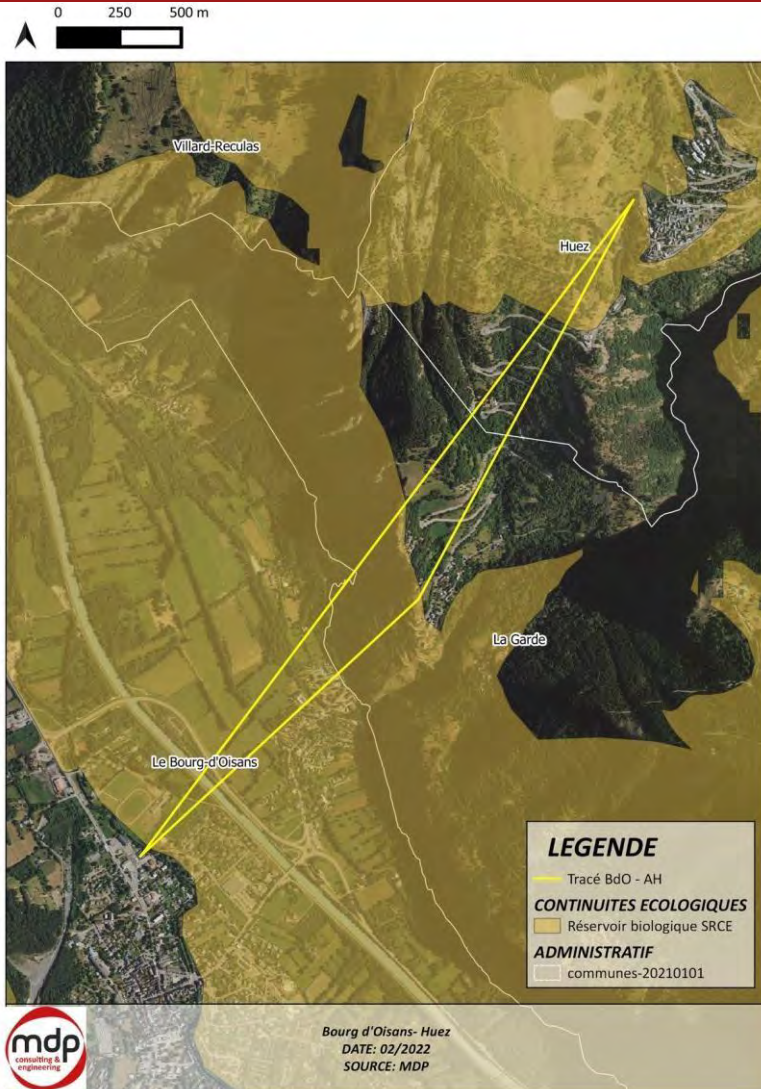 0 250 500 m
Villard-Reculas
Huez
La Garde
Le Bourg-d'Oisans
LEGENDE
Tracé BdO - AH
CONTINUITES ECOLOGIQUES
Réservoir biologique SRCE
ADMINISTRATIF
communes-20210101
mdp
consulting &
engineering
Bourg d'Oisans- Huez
DATE: 02/2022
SOURCE: MDP